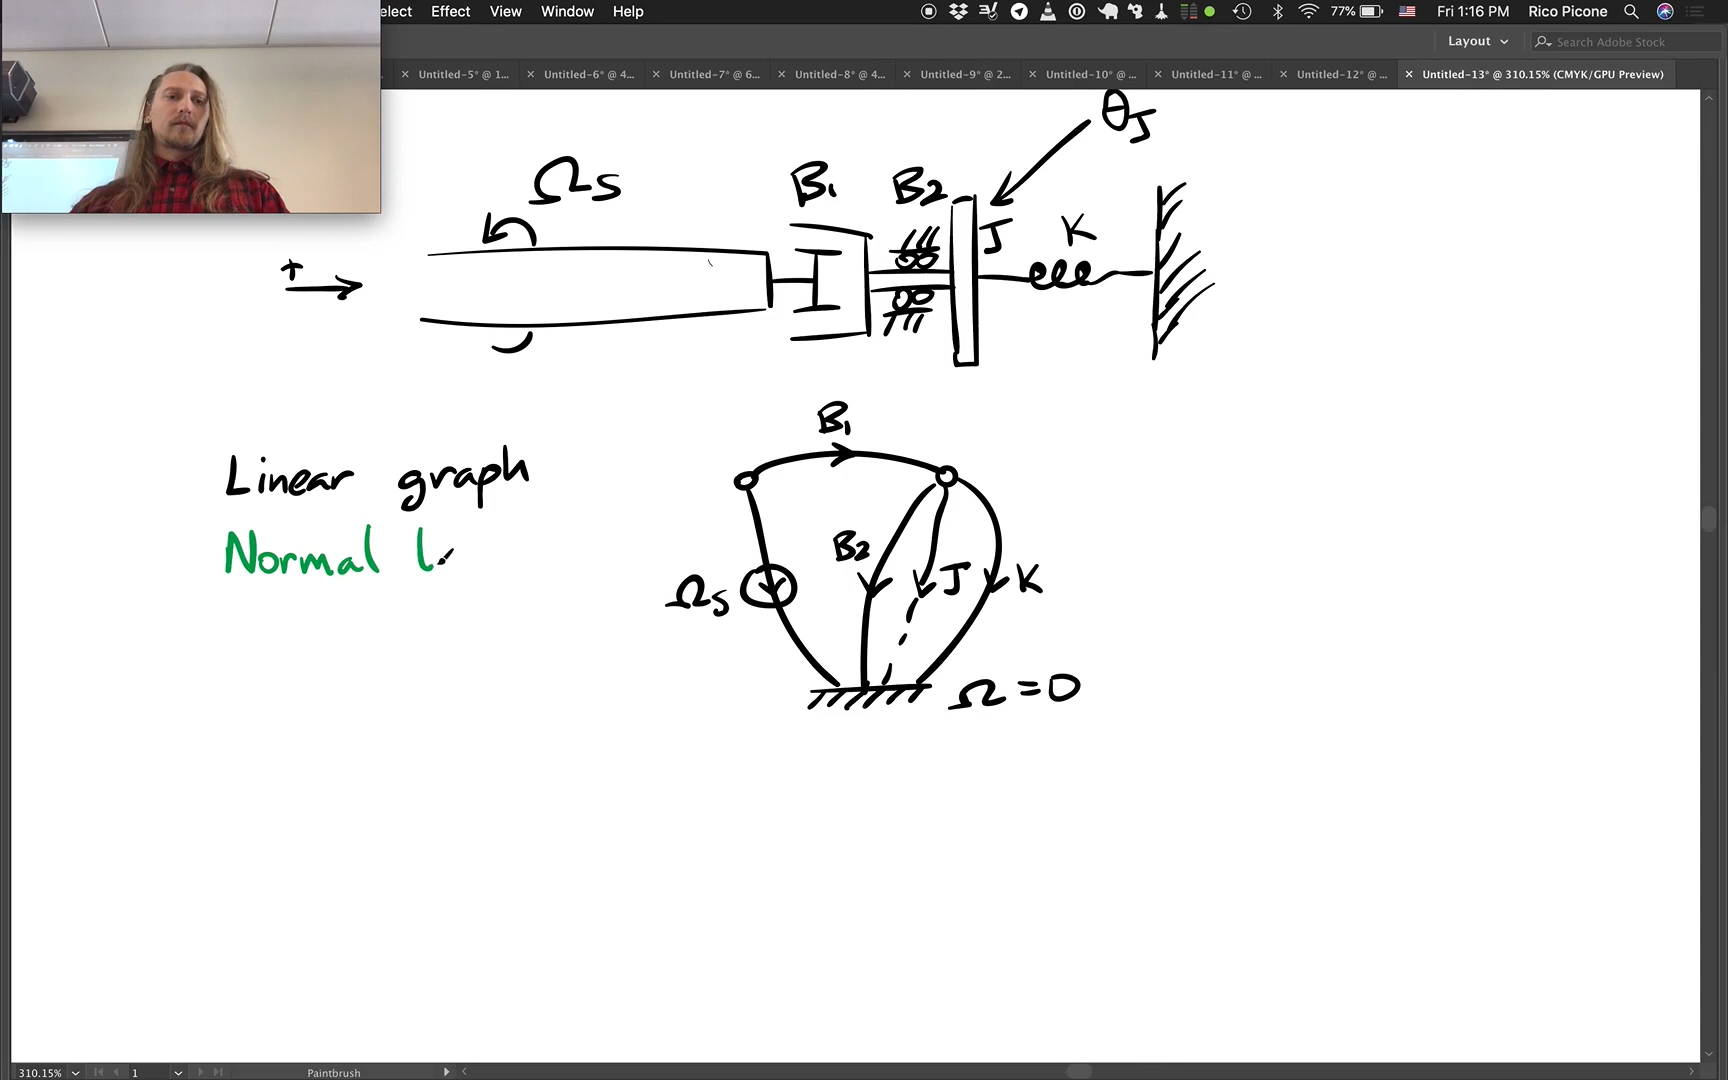 elect Effect View Window Help 77% Fri 1:16 PM Rico Picone
Layout Search Adobe Stock
× Untitled-5* @ 1... × Untitled-6* @ 4... × Untitled-7* @ 6... × Untitled-8* @ 4... × Untitled-9* @ 2... × Untitled-10* @ ... × Untitled-11* @ ... × Untitled-12* @ ... × Untitled-13* @ 310.15% (CMYK/GPU Preview)
θJ
Ωs B1 B2
J K
+
B1
Linear graph
Normal
B2 J K
Ωs
Ω = 0
310.15% 1 Paintbrush